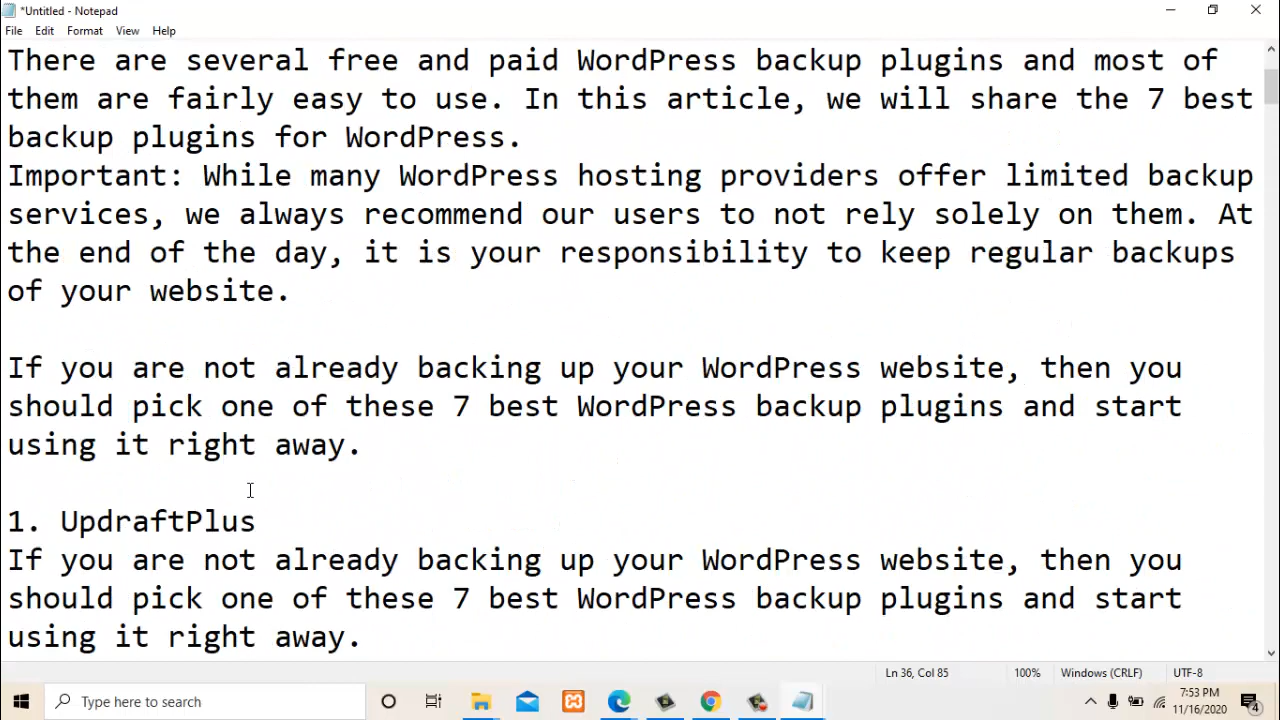 *Untitled - Notepad
File Edit Format View Help
There are several free and paid WordPress backup plugins and most of
them are fairly easy to use. In this article, we will share the 7 best
backup plugins for WordPress.
Important: While many WordPress hosting providers offer limited backup
services, we always recommend our users to not rely solely on them. At
the end of the day, it is your responsibility to keep regular backups
of your website.
If you are not already backing up your WordPress website, then you
should pick one of these 7 best WordPress backup plugins and start
using it right away.
1. UpdraftPlus
If you are not already backing up your WordPress website, then you
should pick one of these 7 best WordPress backup plugins and start
using it right away.
Ln 36, Col 85 100% Windows (CRLF) UTF-8
Type here to search
7:53 PM
11/16/2020
4